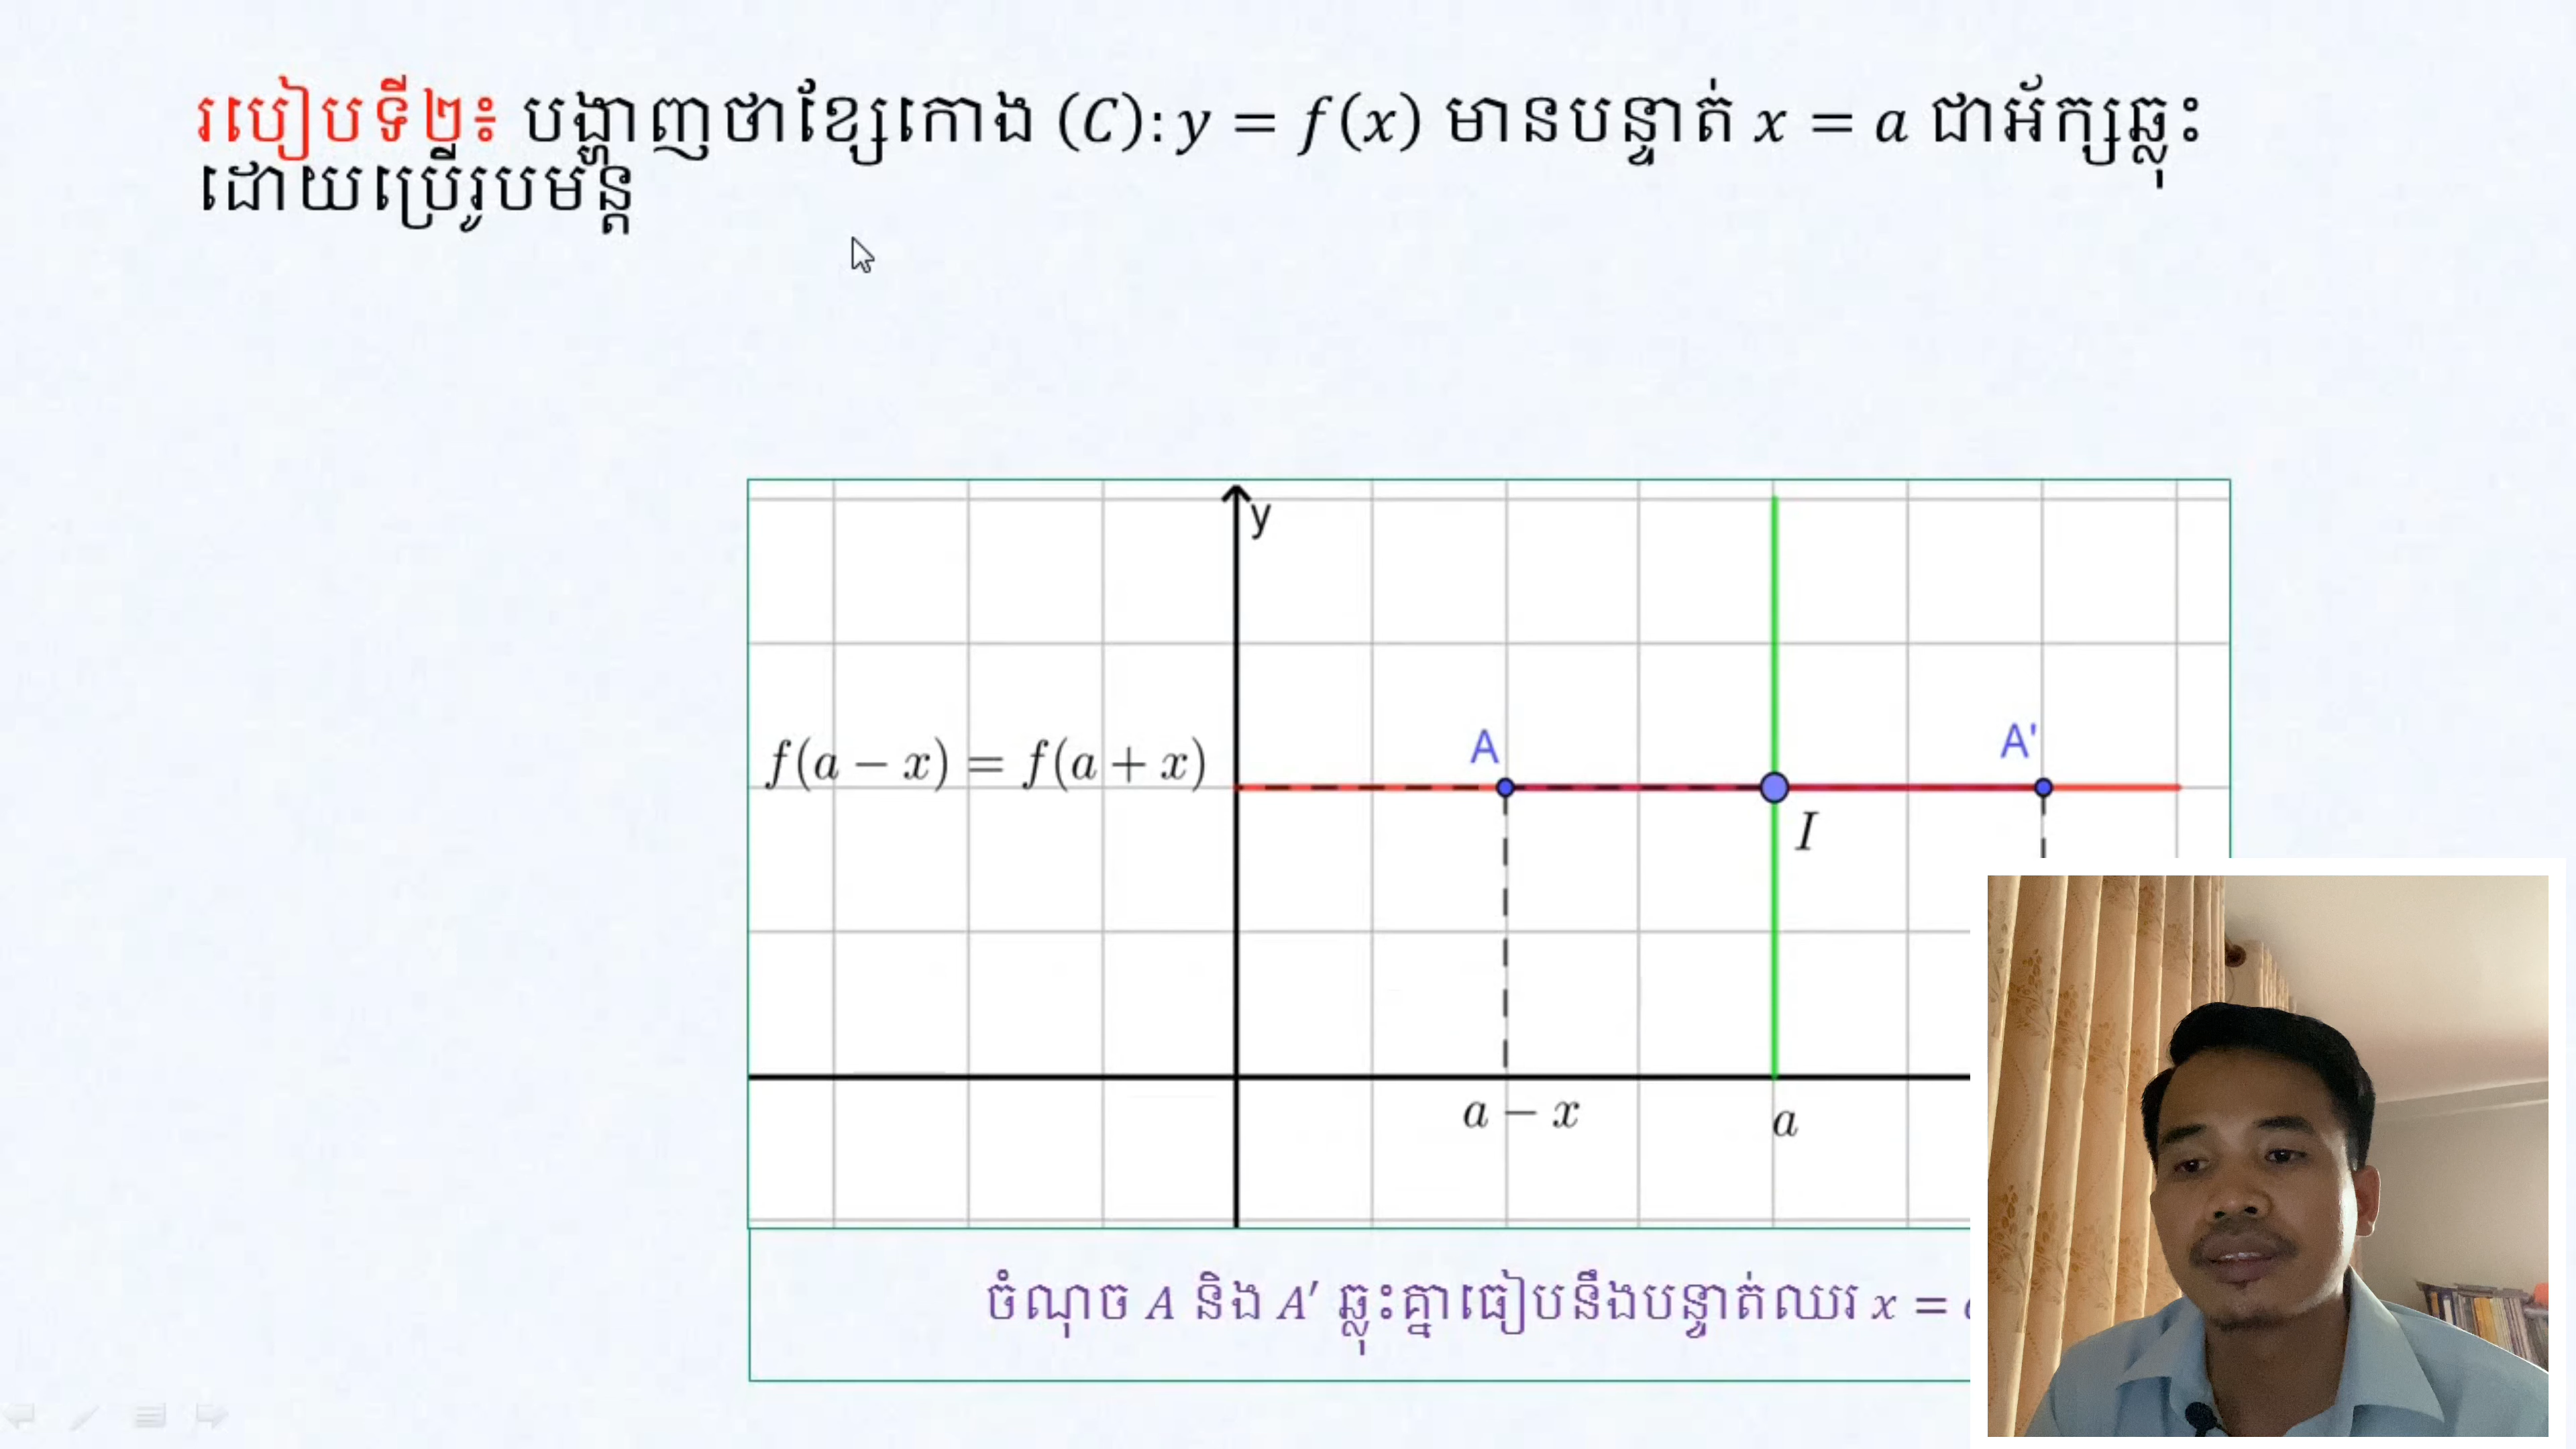 របៀបទី២៖ បង្ហាញថាខ្សែកោង (C): y = f(x) មានបន្ទាត់ x = a ជាអ័ក្សឆ្លុះ
ដោយប្រើរូបមន្ត
y
f(a − x) = f(a + x)
A
A'
I
a − x
a
ចំណុច A និង A′ ឆ្លុះគ្នាធៀបនឹងបន្ទាត់ឈរ x =